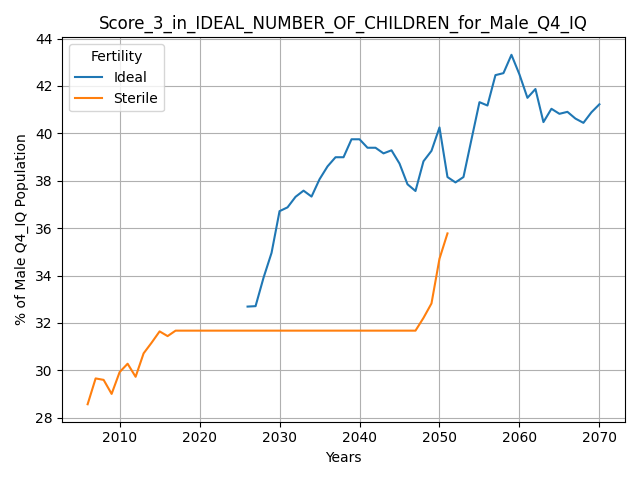 Score_3_in_IDEAL_NUMBER_OF_CHILDREN_for_Male_Q4_IQ
Fertility
Ideal
Sterile
% of Male Q4_IQ Population
44
42
40
38
36
34
32
30
28
2010
2020
2030
2040
2050
2060
2070
Years